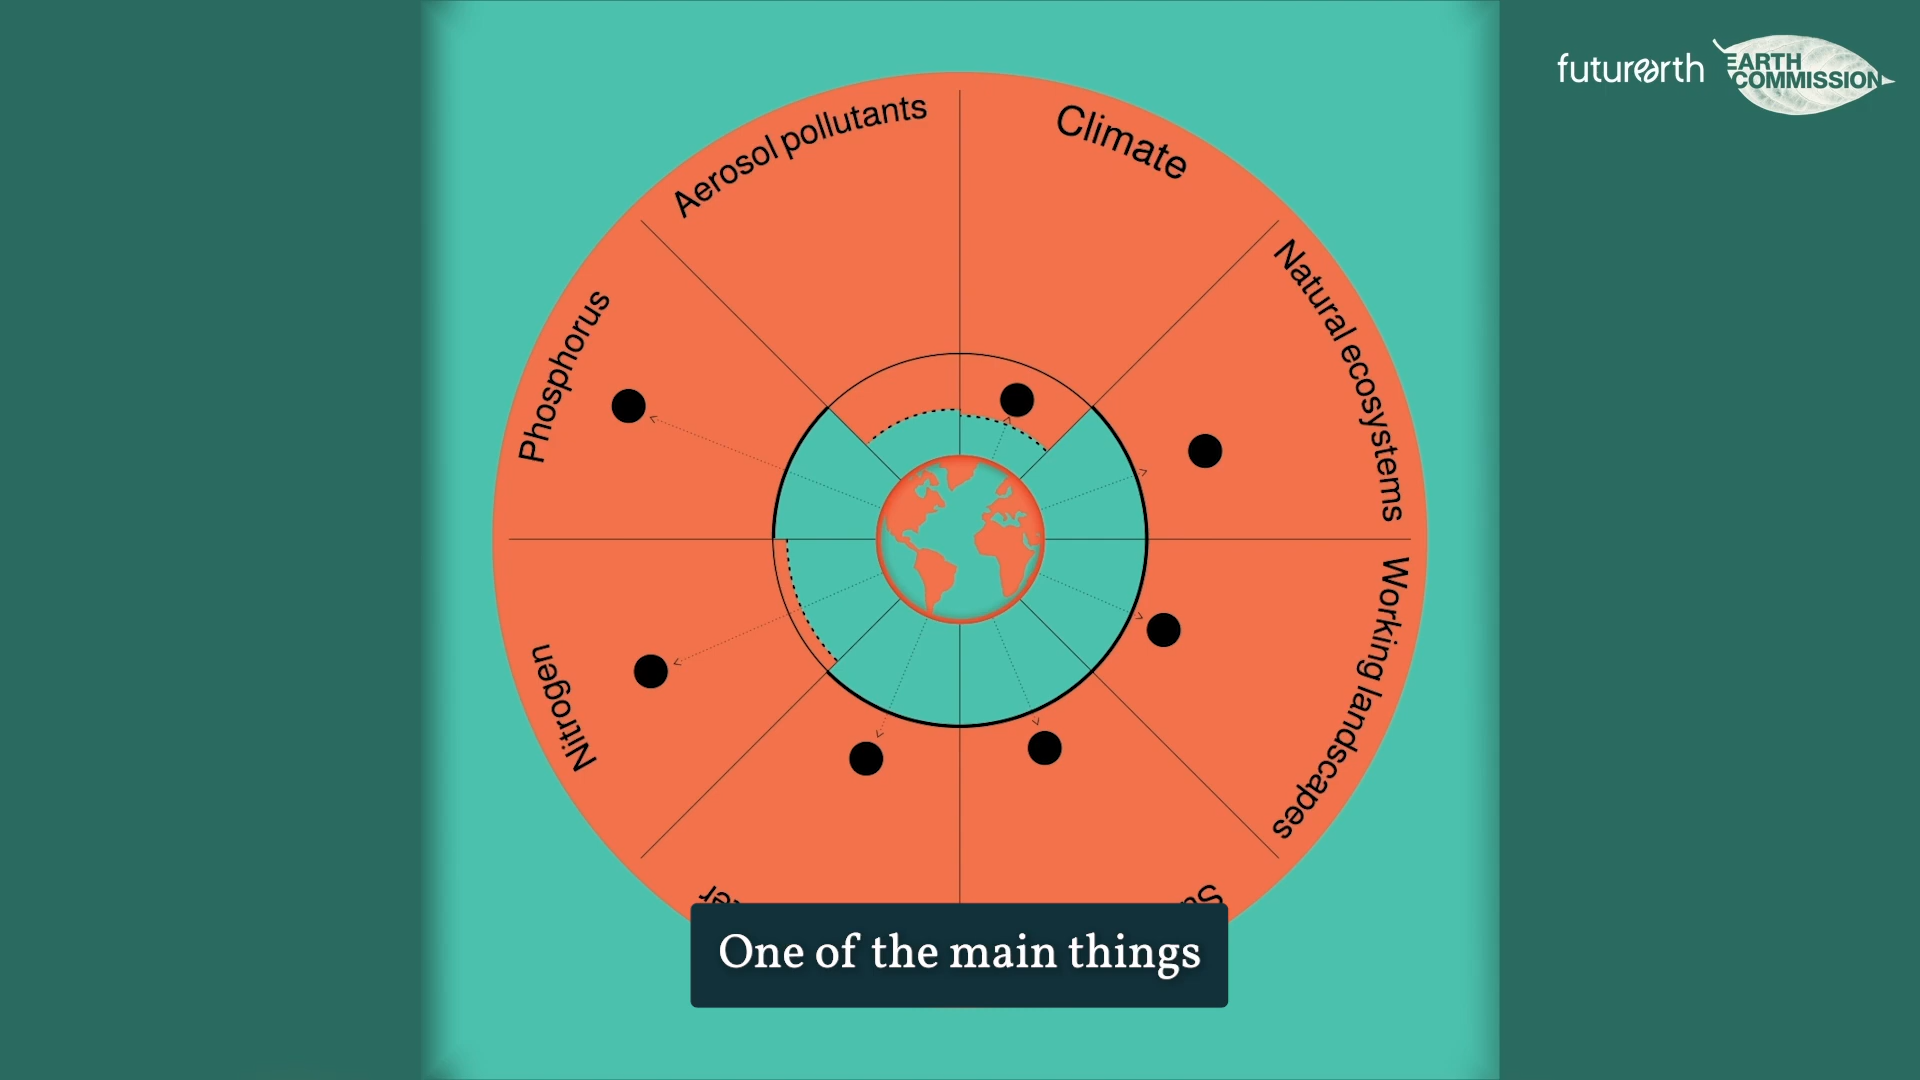 futurearth
EARTH
COMMISSION
Aerosol pollutants
Climate
Natural ecosystems
Phosphorus
Working landscapes
Nitrogen
One of the main things